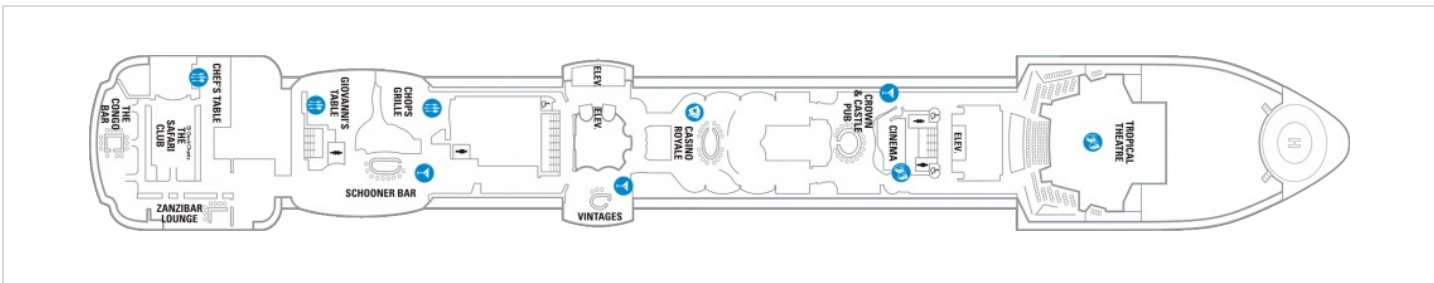 THE CONGO
BAR
THE
SAFARI
CLUB
CHEF'S TABLE
ZANZIBAR
LOUNGE
GIOVANNI'S
TABLE
CHOPS
GRILLE
SCHOONER BAR
ELEV.
ELEV.
VINTAGES
CASINO
ROYALE
CROWN
& CASTLE
PUB
CINEMA
ELEV.
TROPICAL
THEATRE
H